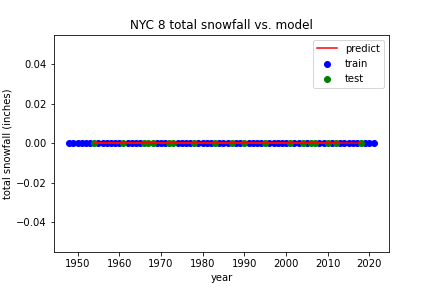 NYC 8 total snowfall vs. model
predict
train
test
total snowfall (inches)
0.04
0.02
0.00
−0.02
−0.04
1950 1960 1970 1980 1990 2000 2010 2020
year